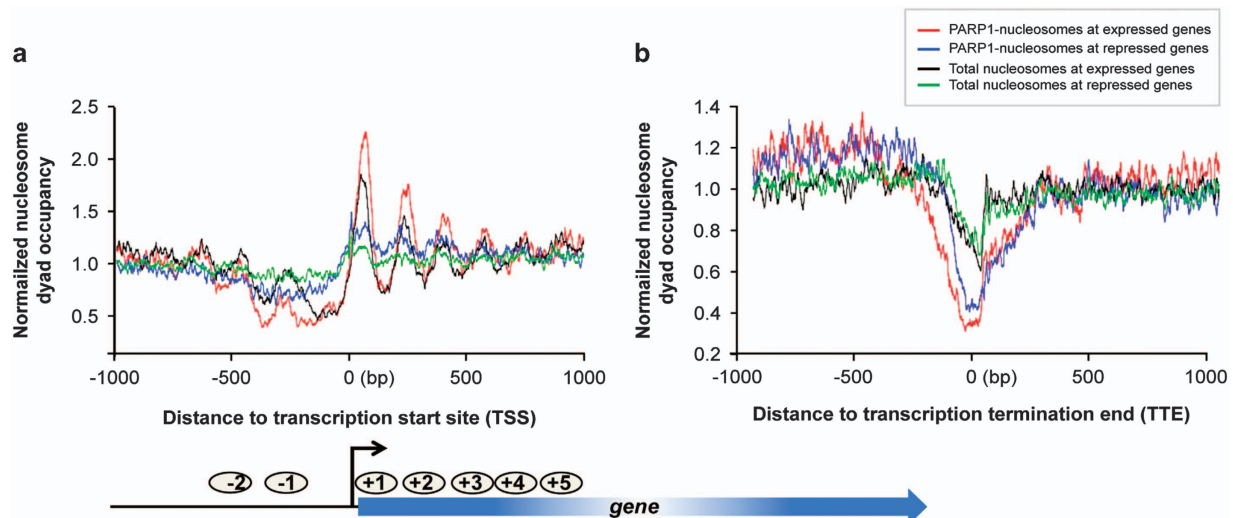 PARP1-nucleosomes at expressed genes
PARP1-nucleosomes at repressed genes
Total nucleosomes at expressed genes
Total nucleosomes at repressed genes
a
Normalized nucleosome
dyad occupancy
2.5
2.0
1.5
1.0
0.5
-1000
-500
0 (bp)
500
1000
Distance to transcription start site (TSS)
b
Normalized nucleosome
dyad occupancy
1.4
1.2
1.0
0.8
0.6
0.4
0.2
-1000
-500
0 (bp)
500
1000
Distance to transcription termination end (TTE)
-2 -1 +1 +2 +3 +4 +5
gene